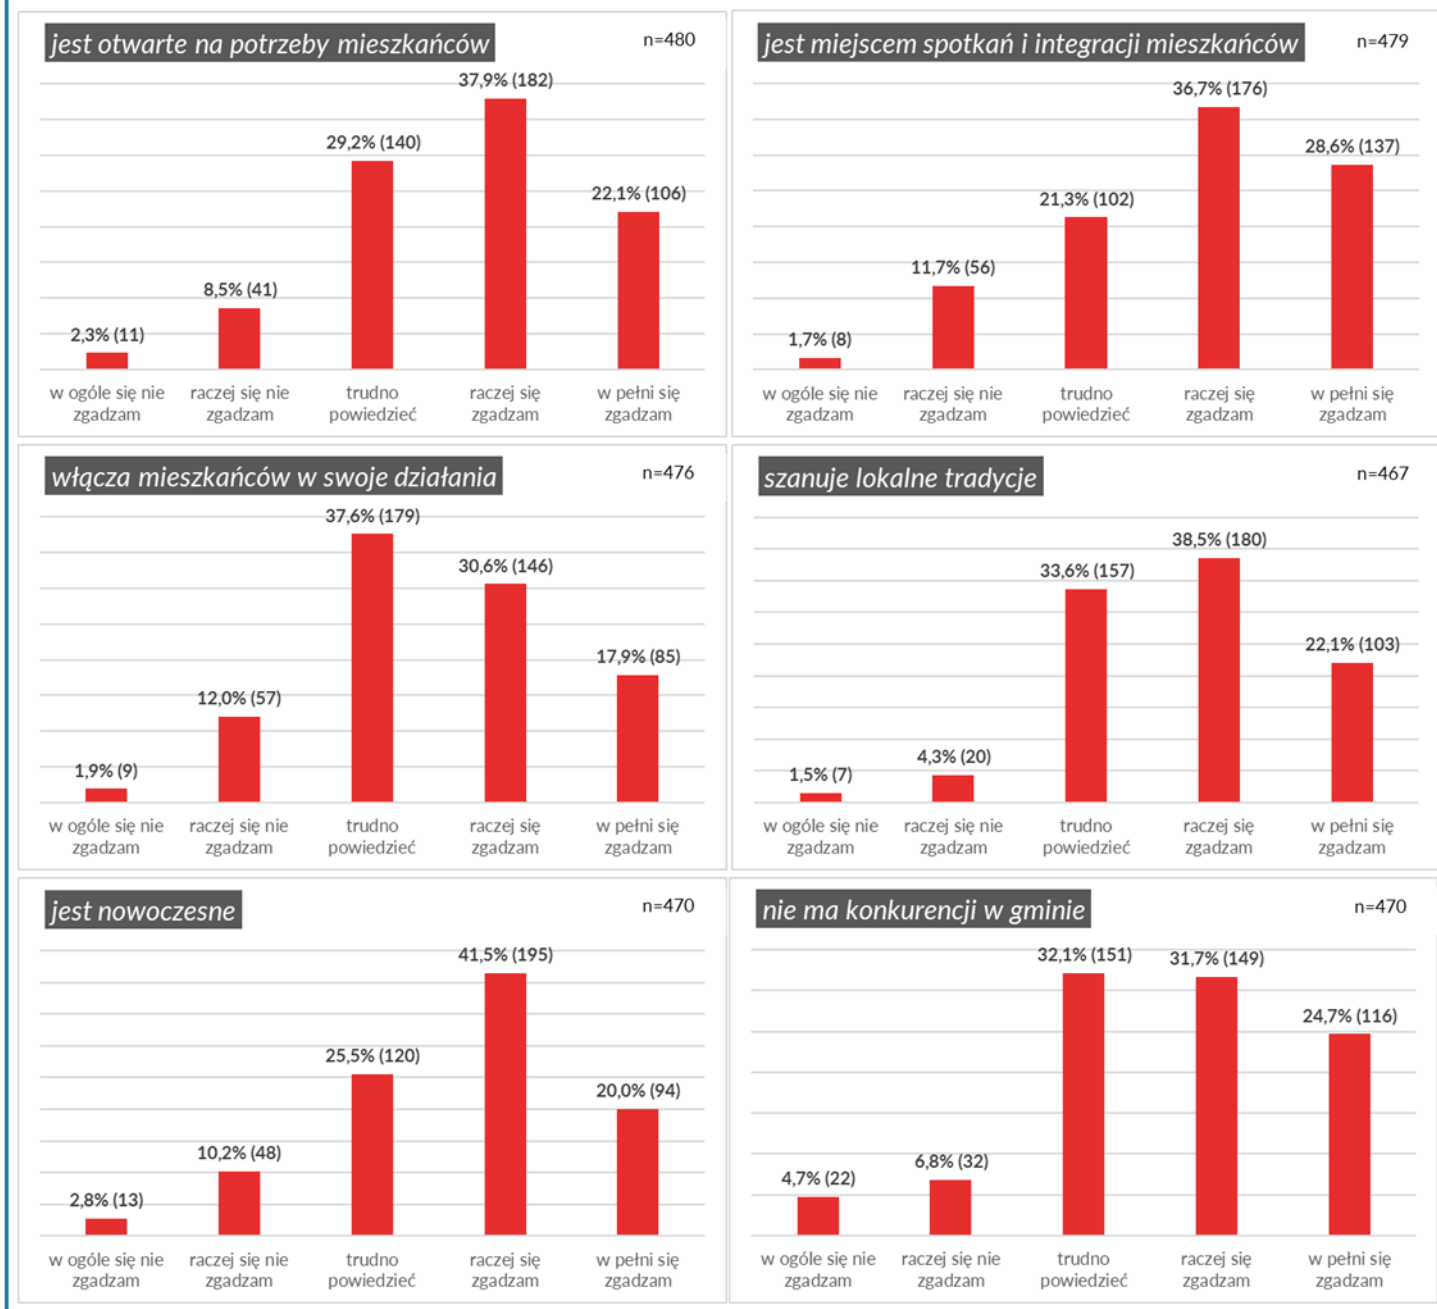 jest otwarte na potrzeby mieszkańców
n=480
37,9% (182)
29,2% (140)
22,1% (106)
8,5% (41)
2,3% (11)
w ogóle się nie zgadzam
raczej się nie zgadzam
trudno powiedzieć
raczej się zgadzam
w pełni się zgadzam
jest miejscem spotkań i integracji mieszkańców
n=479
36,7% (176)
28,6% (137)
21,3% (102)
11,7% (56)
1,7% (8)
w ogóle się nie zgadzam
raczej się nie zgadzam
trudno powiedzieć
raczej się zgadzam
w pełni się zgadzam
włącza mieszkańców w swoje działania
n=476
37,6% (179)
30,6% (146)
17,9% (85)
12,0% (57)
1,9% (9)
w ogóle się nie zgadzam
raczej się nie zgadzam
trudno powiedzieć
raczej się zgadzam
w pełni się zgadzam
szanuje lokalne tradycje
n=467
38,5% (180)
33,6% (157)
22,1% (103)
4,3% (20)
1,5% (7)
w ogóle się nie zgadzam
raczej się nie zgadzam
trudno powiedzieć
raczej się zgadzam
w pełni się zgadzam
jest nowoczesne
n=470
41,5% (195)
25,5% (120)
20,0% (94)
10,2% (48)
2,8% (13)
w ogóle się nie zgadzam
raczej się nie zgadzam
trudno powiedzieć
raczej się zgadzam
w pełni się zgadzam
nie ma konkurencji w gminie
n=470
32,1% (151)
31,7% (149)
24,7% (116)
6,8% (32)
4,7% (22)
w ogóle się nie zgadzam
raczej się nie zgadzam
trudno powiedzieć
raczej się zgadzam
w pełni się zgadzam